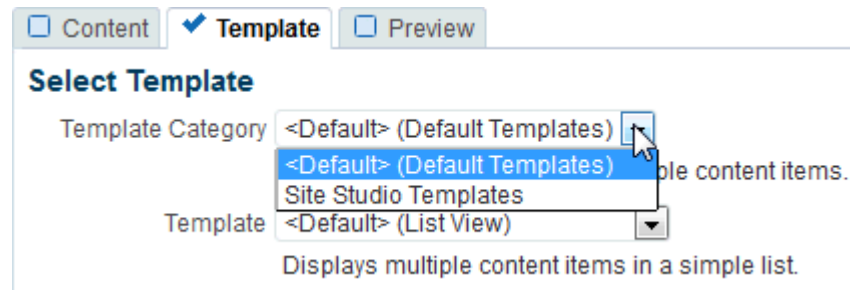 Content Template Preview
Select Template
Template Category <Default> (Default Templates)
<Default> (Default Templates)
ple content items.
Site Studio Templates
Template <Default> (List View)
Displays multiple content items in a simple list.